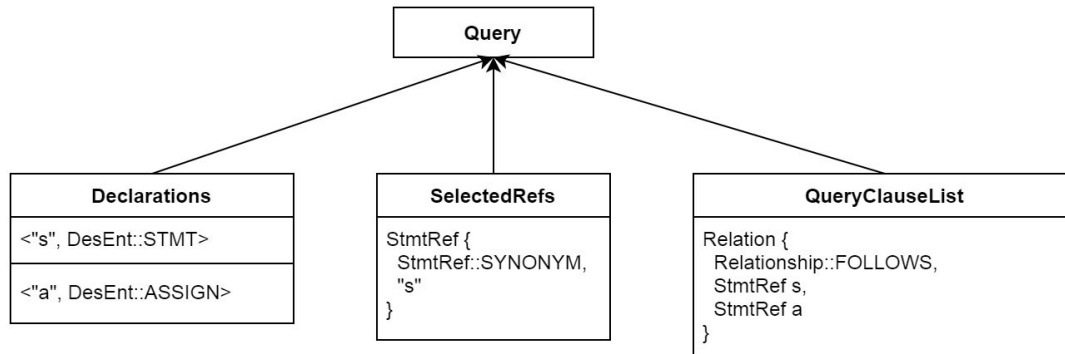 Query
Declarations
<"s", DesEnt::STMT>
<"a", DesEnt::ASSIGN>
SelectedRefs
StmtRef {
StmtRef::SYNONYM,
"s"
}
QueryClauseList
Relation {
Relationship::FOLLOWS,
StmtRef s,
StmtRef a
}